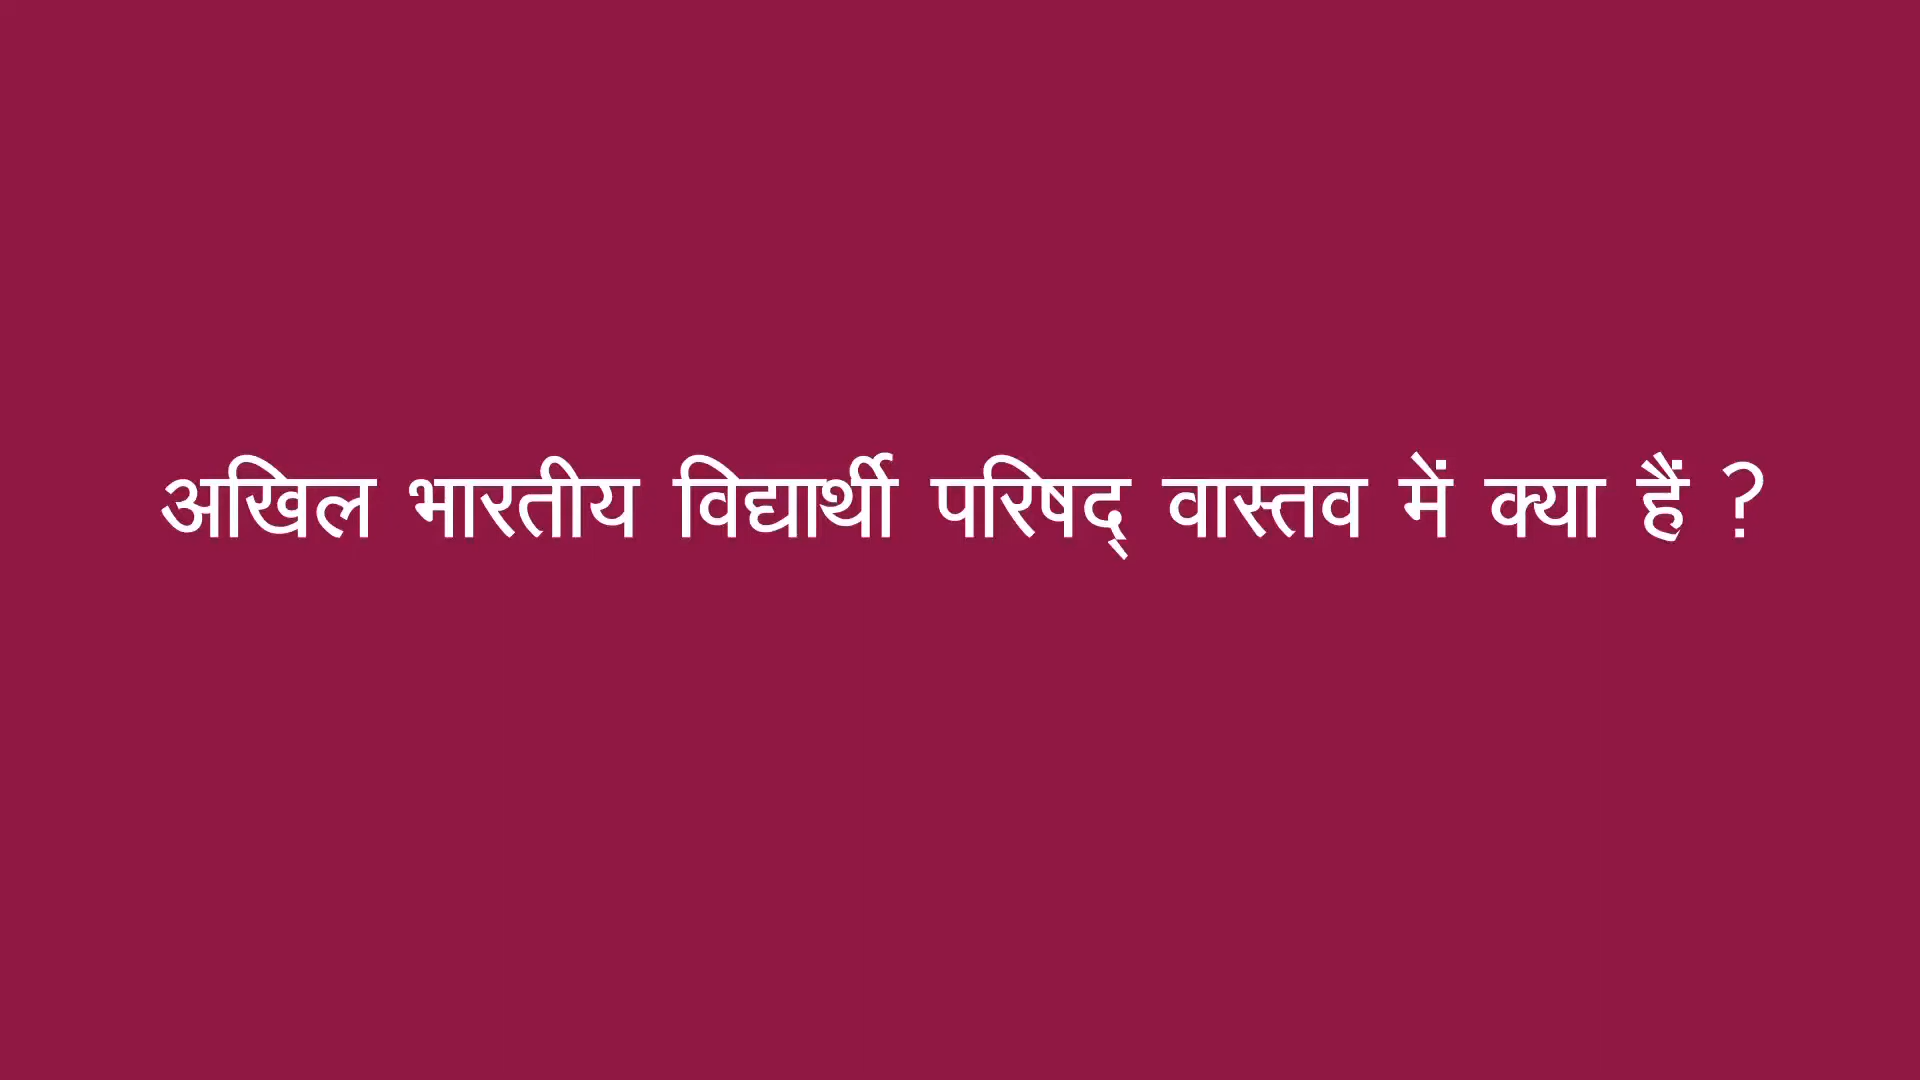 अखिल भारतीय विद्यार्थी परिषद् वास्तव में क्या हैं ?